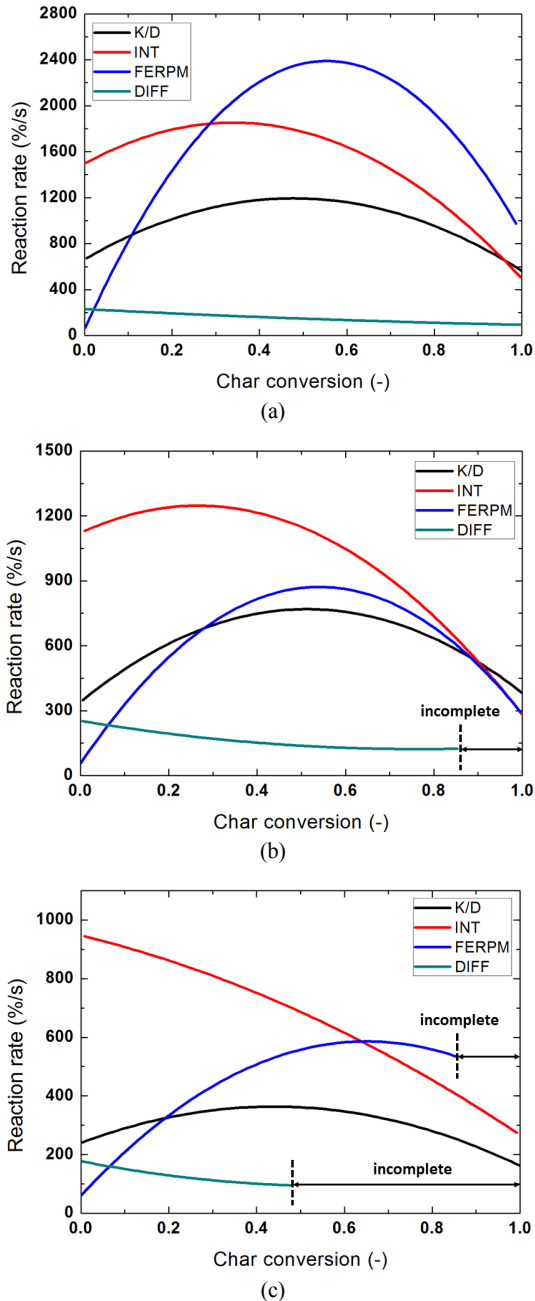 K/D
INT
FERPM
DIFF
2800
2400
2000
1600
1200
800
400
0
Reaction rate (%/s)
0.0 0.2 0.4 0.6 0.8 1.0
Char conversion (-)
(a)
K/D
INT
FERPM
DIFF
1500
1200
900
600
300
0
Reaction rate (%/s)
incomplete
0.0 0.2 0.4 0.6 0.8 1.0
Char conversion (-)
(b)
K/D
INT
FERPM
DIFF
1000
800
600
400
200
0
Reaction rate (%/s)
incomplete
incomplete
0.0 0.2 0.4 0.6 0.8 1.0
Char conversion (-)
(c)